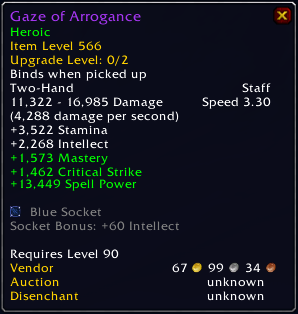 Gaze of Arrogance
Heroic
Item Level 566
Upgrade Level: 0/2
Binds when picked up
Two-Hand Staff
11,322 - 16,985 Damage Speed 3.30
(4,288 damage per second)
+3,522 Stamina
+2,268 Intellect
+1,573 Mastery
+1,462 Critical Strike
+13,449 Spell Power
Blue Socket
Socket Bonus: +60 Intellect
Requires Level 90
Vendor 67 99 34
Auction unknown
Disenchant unknown